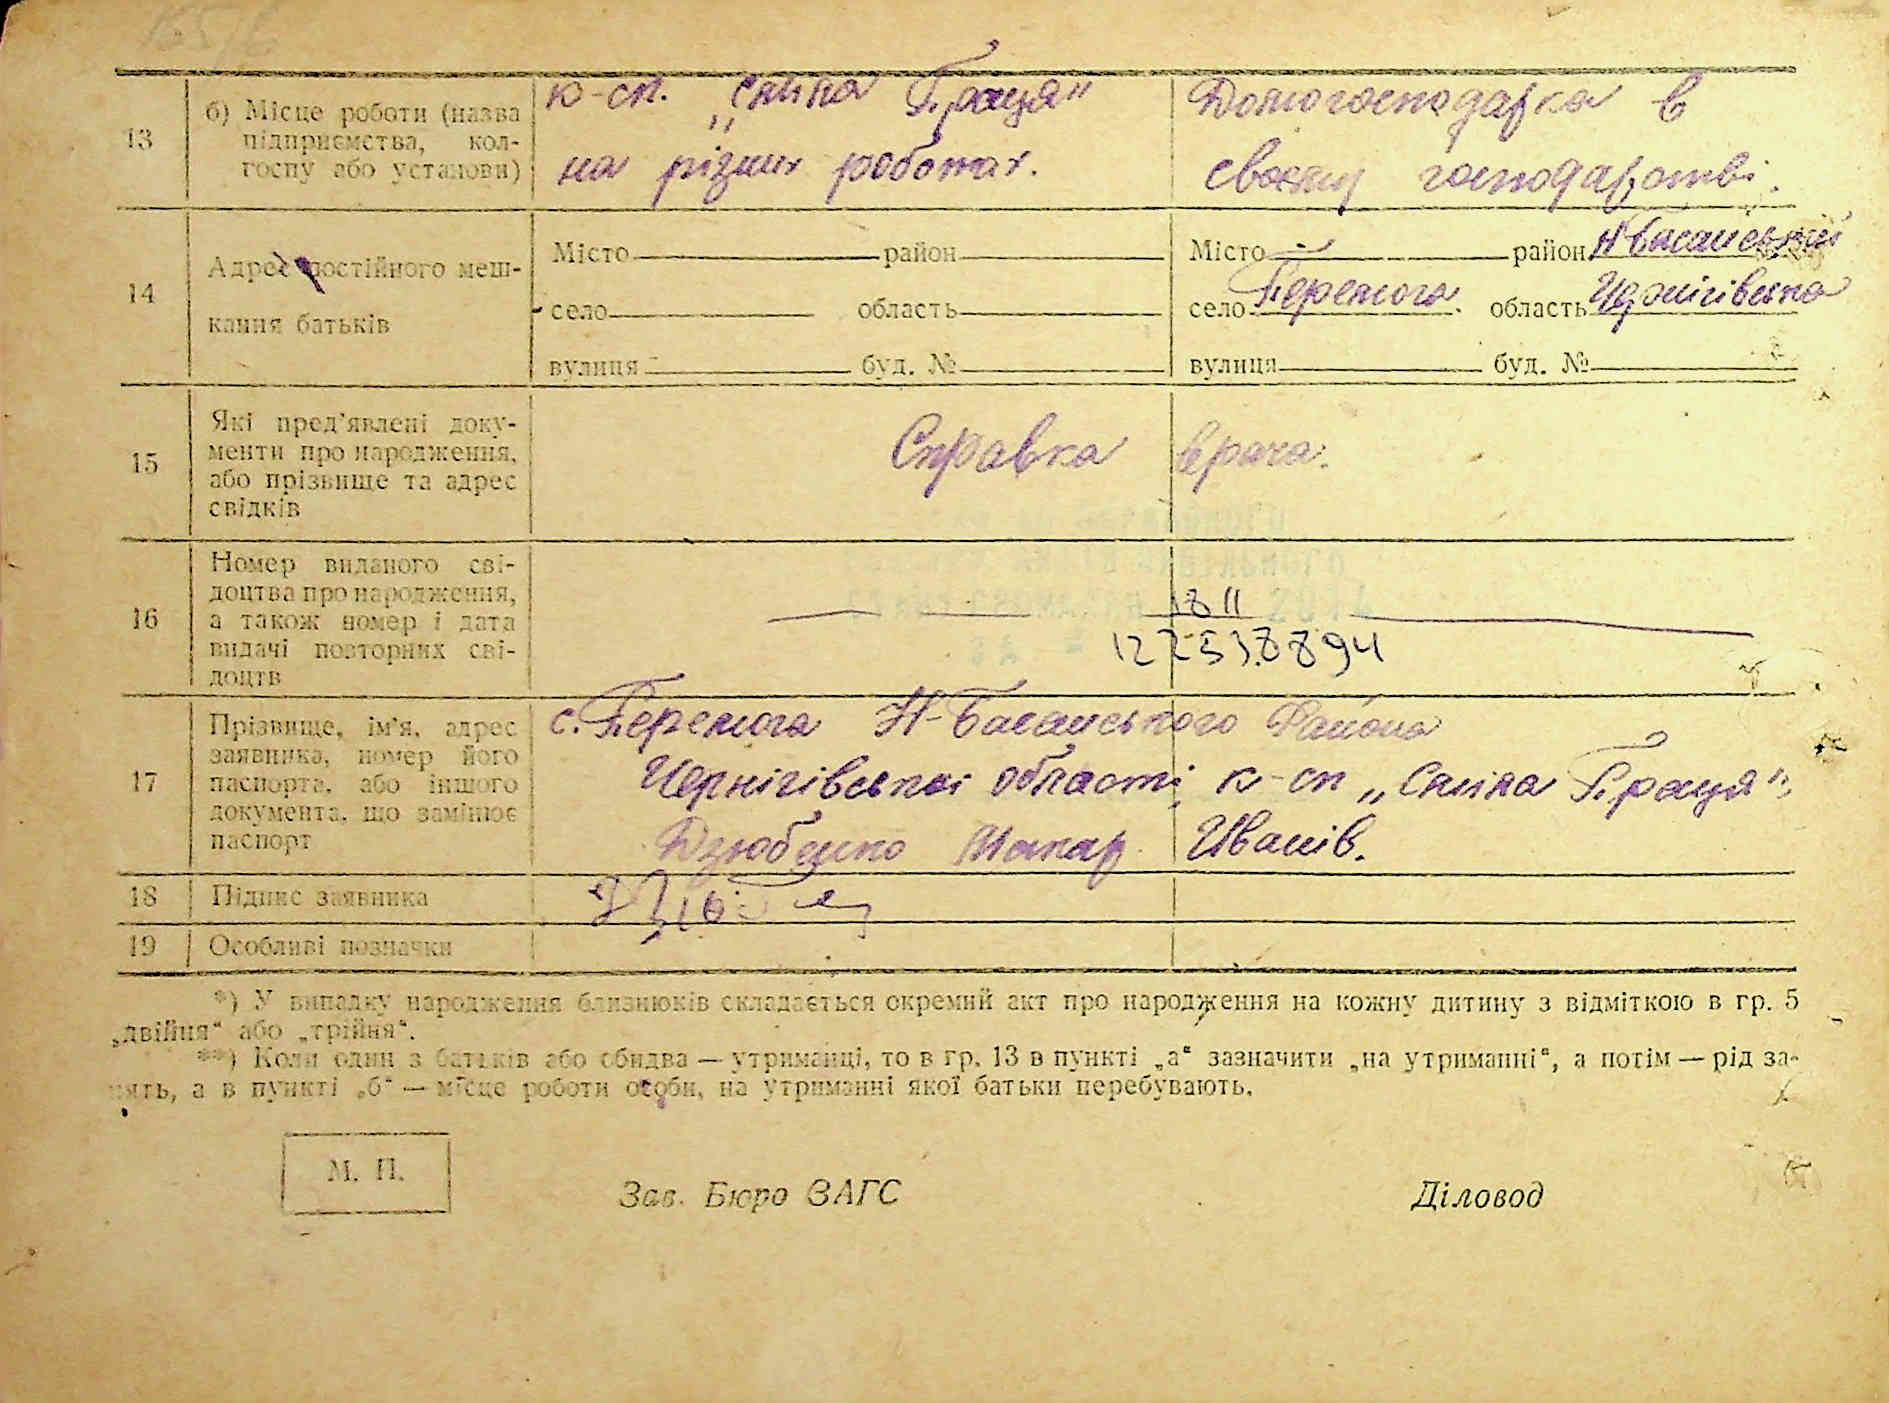 13
б) Місце роботи (назва підприємства, колгоспу або установи)
к-сп. „Спільна Праця"
на різних роботах.
Домогосподарка в
своєму господарстві.
14
Адрес постійного мешкання батьків
Місто район
село область
вулиця буд. №
Місто - район Н Басанський
село Перемога область Чернігівська
вулиця буд. №
15
Які пред'явлені документи про народження, або прізвище та адрес свідків
Справка врача.
16
Номер виданого свідоцтва про народження, а також номер і дата видачі повторних свідоцтв
17
Прізвище, ім'я, адрес заявника, номер його паспорта, або іншого документа, що замінює паспорт
с. Перемога Н-Басанського Района
Чернігівської області, к-сп „Спільна Праця",
Макар Иванів.
18
Підпис заявника
19
Особливі позначки
*) У випадку народження близнюків складається окремий акт про народження на кожну дитину з відміткою в гр. 5
„двійня" або „трійня".
**) Коли один з батьків або обидва — утриманці, то в гр. 13 в пункті „а" зазначити „на утриманні", а потім — рід за-
нять, а в пункті „б" — місце роботи особи, на утриманні якої батьки перебувають.
М. П.
Зав. Бюро ЗАГС
Діловод